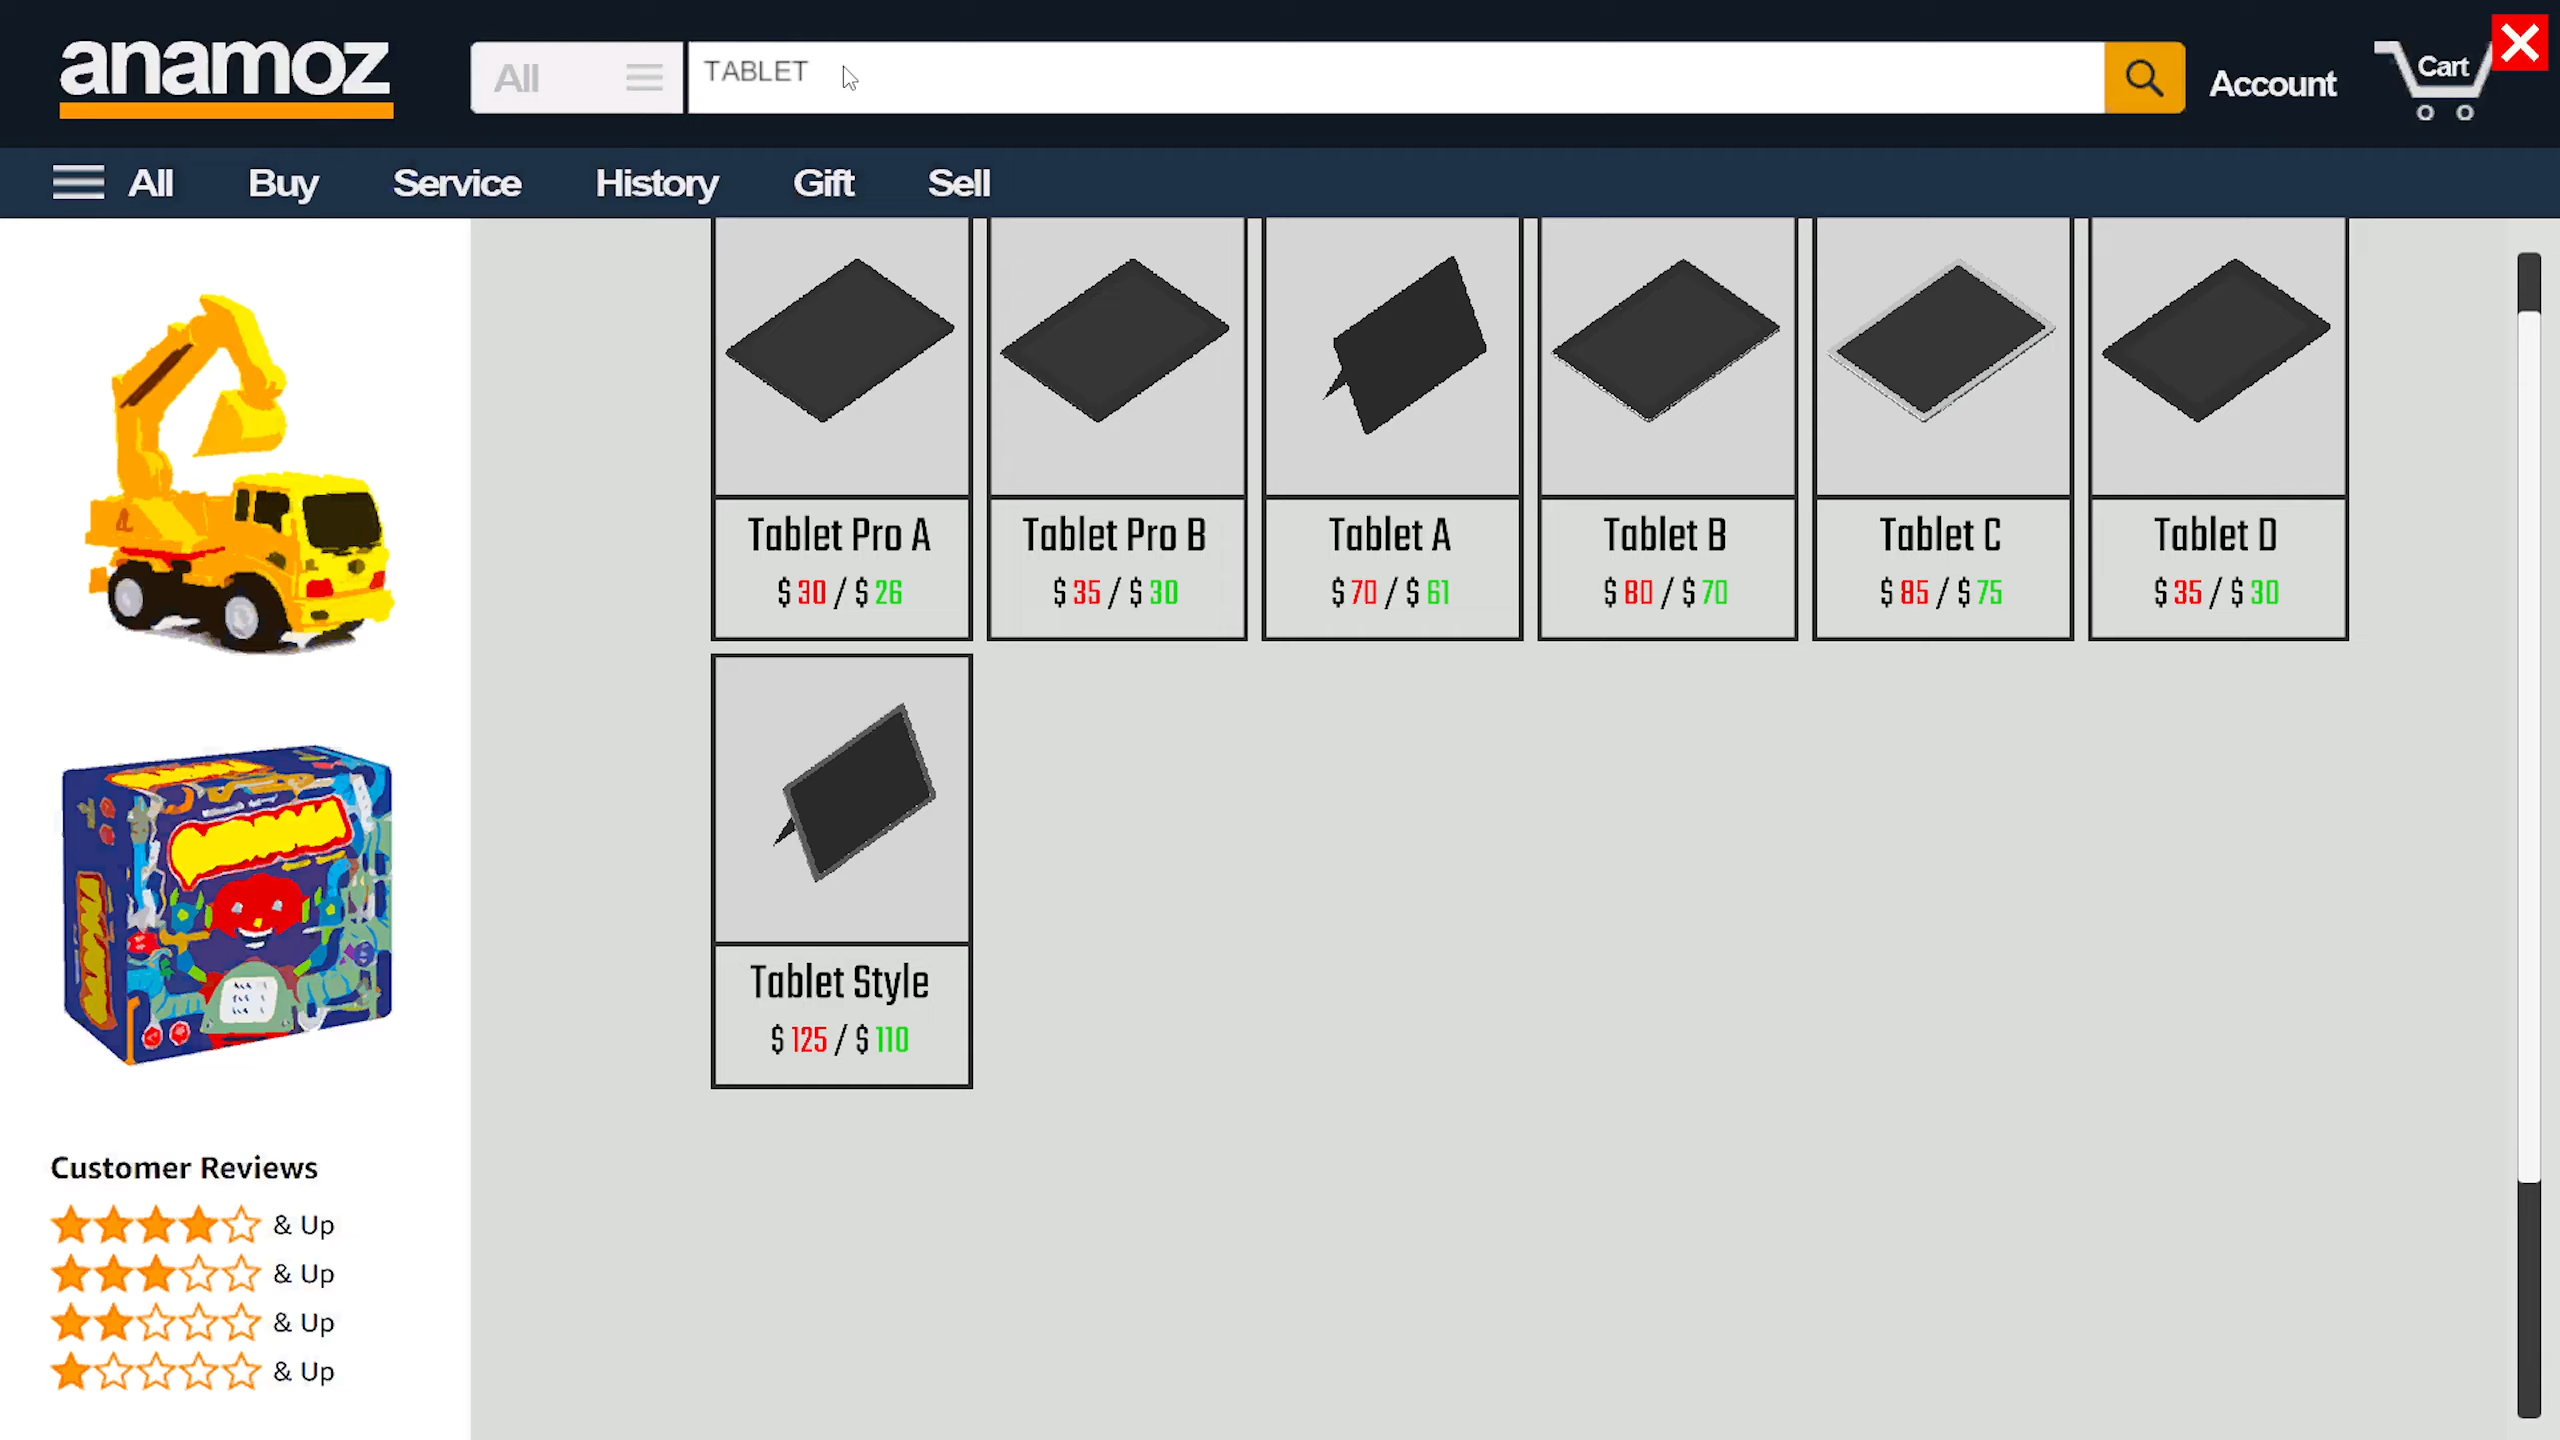 anamoz
All
TABLET
Account
Cart
All Buy Service History Gift Sell
Tablet Pro A
$ 30 / $ 26
Tablet Pro B
$ 35 / $ 30
Tablet A
$ 70 / $ 61
Tablet B
$ 80 / $ 70
Tablet C
$ 85 / $ 75
Tablet D
$ 35 / $ 30
Tablet Style
$ 125 / $ 110
Customer Reviews
& Up
& Up
& Up
& Up